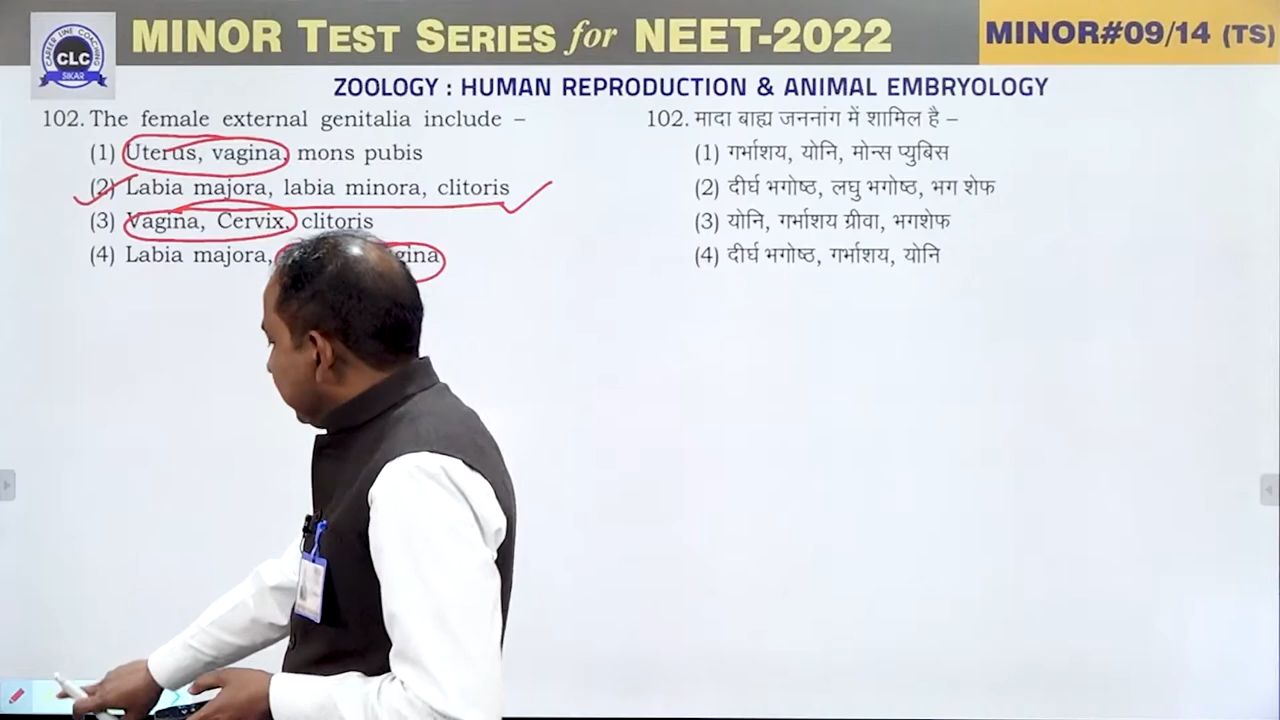 CAREER LINE COACHING
CLC
SIKAR
MINOR TEST SERIES for NEET-2022
MINOR#09/14 (TS)
ZOOLOGY : HUMAN REPRODUCTION & ANIMAL EMBRYOLOGY
102. The female external genitalia include –
(1) Uterus, vagina, mons pubis
(2) Labia majora, labia minora, clitoris
(3) Vagina, Cervix, clitoris
(4) Labia majora,
102. मादा बाह्य जननांग में शामिल है –
(1) गर्भाशय, योनि, मोन्स प्युबिस
(2) दीर्घ भगोष्ठ, लघु भगोष्ठ, भग शेफ
(3) योनि, गर्भाशय ग्रीवा, भगशेफ
(4) दीर्घ भगोष्ठ, गर्भाशय, योनि